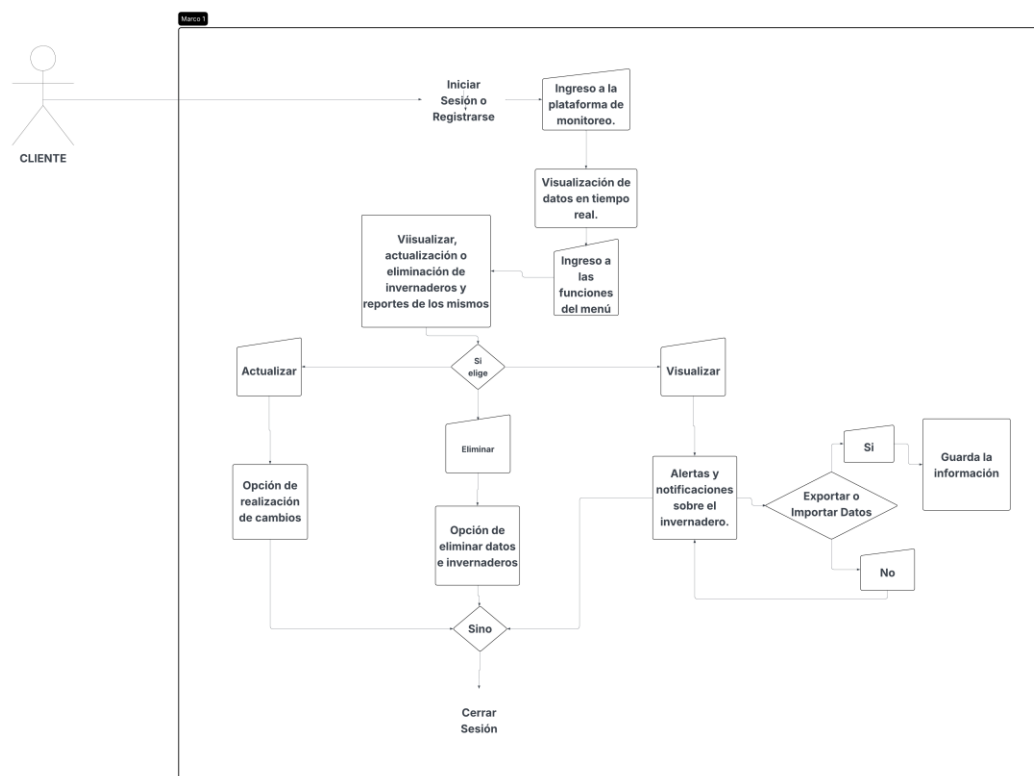 Marco 1
Iniciar
Sesión o
Registrarse
Ingreso a la
plataforma de
monitoreo.
CLIENTE
Visualización de
datos en tiempo
real.
Viisualizar,
actualización o
eliminación de
invernaderos y
reportes de los mismos
Ingreso a
las
funciones
del menú
Si
elige
Actualizar
Visualizar
Eliminar
Si
Guarda la
información
Opción de
realización
de cambios
Alertas y
notificaciones
sobre el
invernadero.
Exportar o
Importar Datos
Opción de
eliminar datos
e invernaderos
No
Sino
Cerrar
Sesión